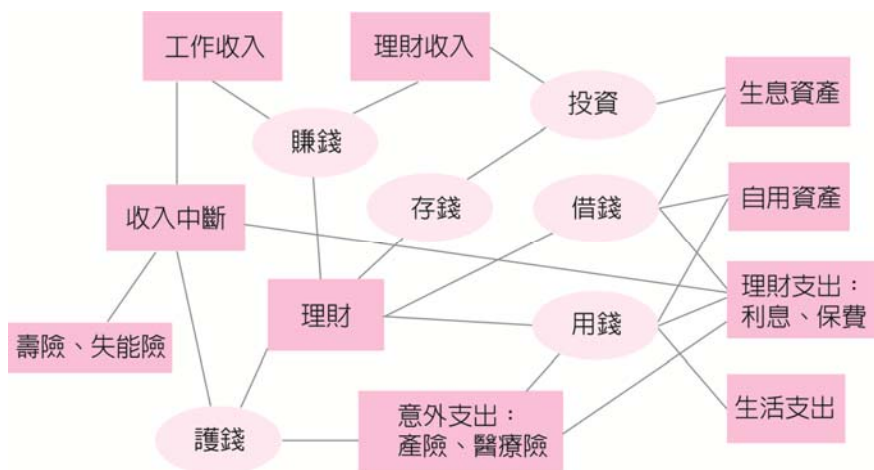 工作收入
理財收入
投資
生息資產
賺錢
存錢
借錢
自用資產
收入中斷
理財
用錢
理財支出：
利息、保費
壽險、失能險
護錢
意外支出：
產險、醫療險
生活支出